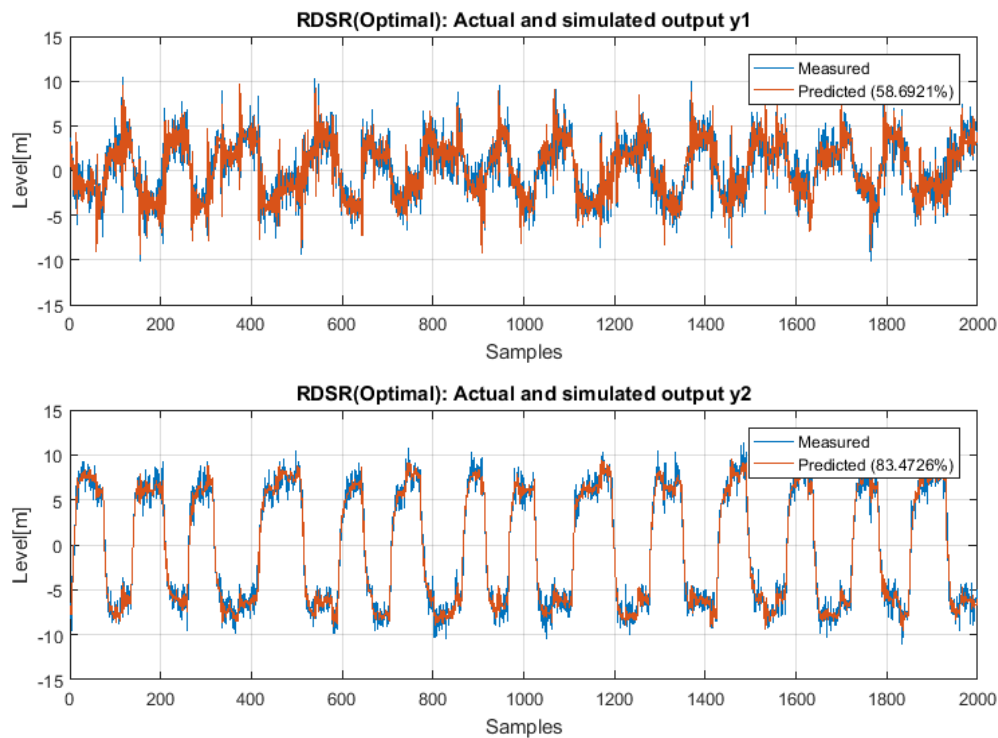 RDSR(Optimal): Actual and simulated output y1
15
10
5
0
-5
-10
-15
Level[m]
Measured
Predicted (58.6921%)
0 200 400 600 800 1000 1200 1400 1600 1800 2000
Samples
RDSR(Optimal): Actual and simulated output y2
15
10
5
0
-5
-10
-15
Level[m]
Measured
Predicted (83.4726%)
0 200 400 600 800 1000 1200 1400 1600 1800 2000
Samples